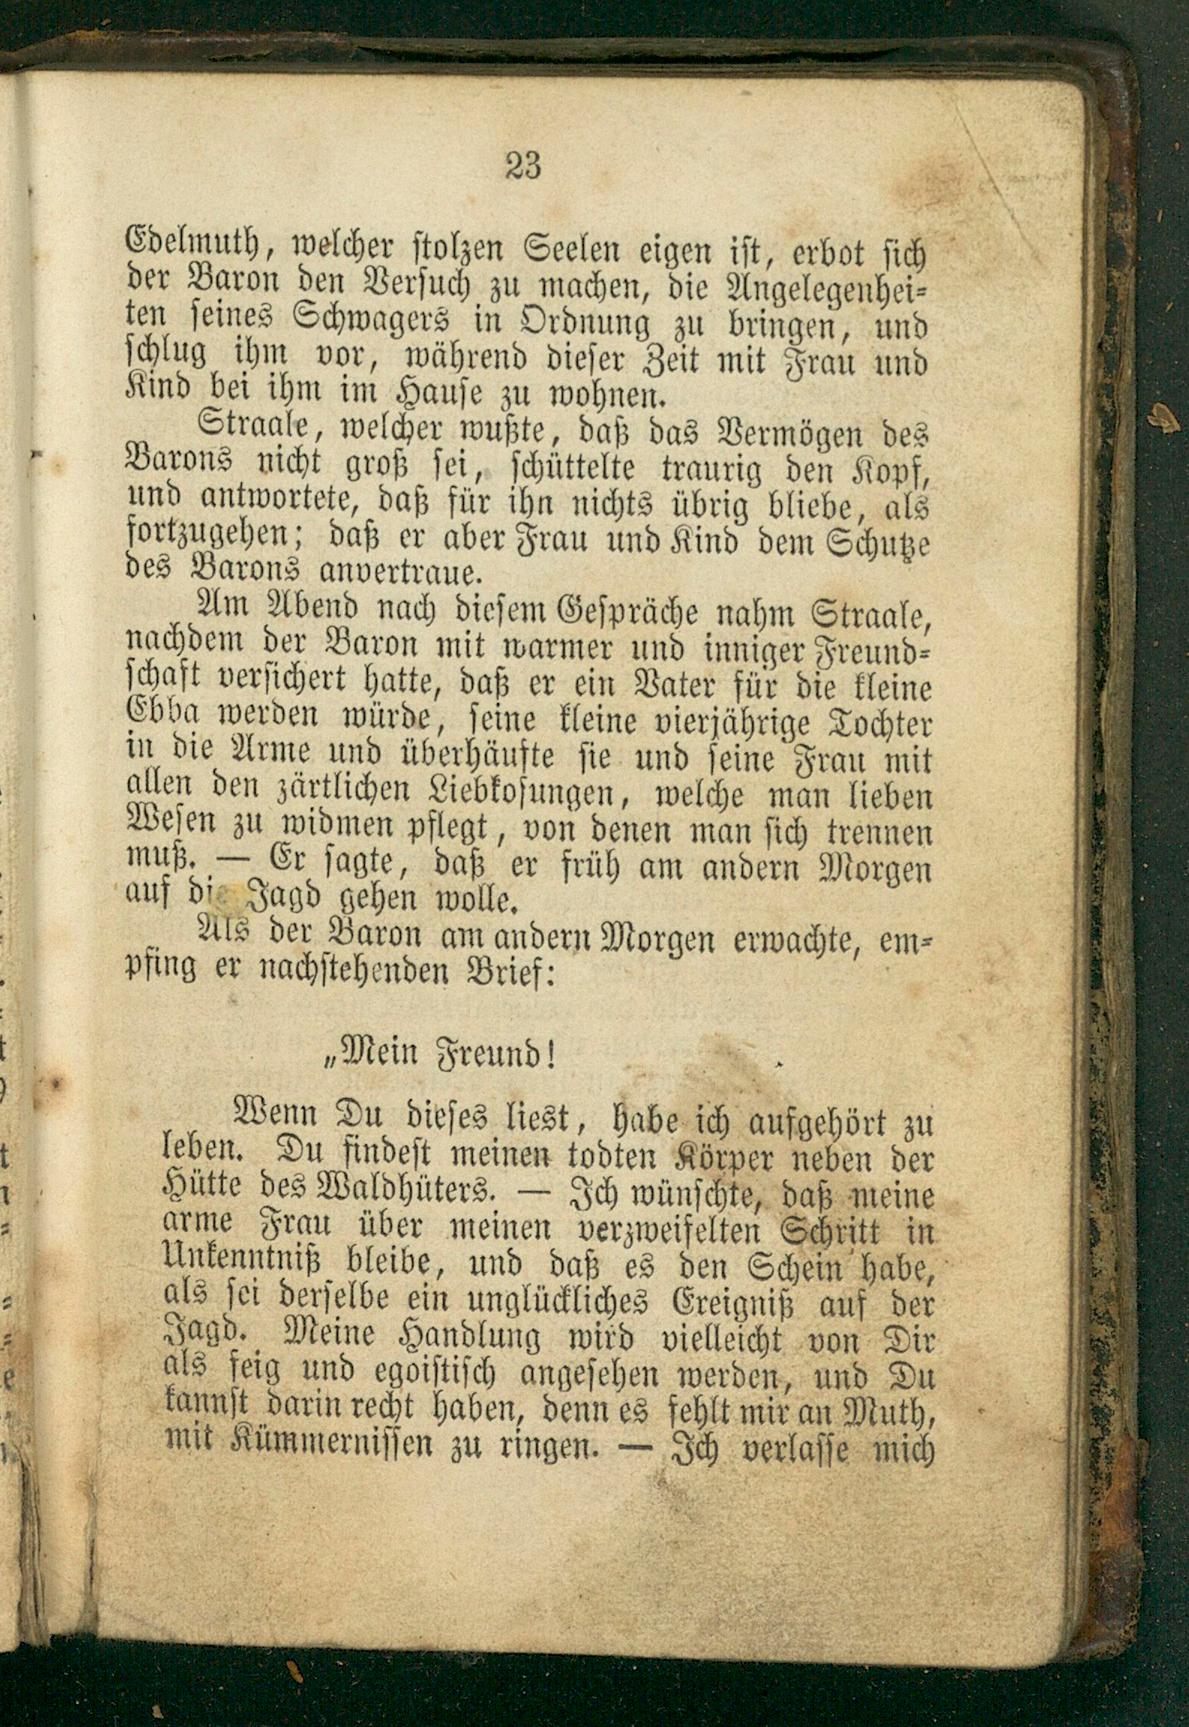 23
Edelmuth, welcher stolzen Seelen eigen ist, erbot sich
der Baron den Versuch zu machen, die Angelegenhei-
ten seines Schwagers in Ordnung zu bringen, und
schlug ihm vor, während dieser Zeit mit Frau und
Kind bei ihm im Hause zu wohnen.
Straale, welcher wußte, daß das Vermögen des
Barons nicht groß sei, schüttelte traurig den Kopf,
und antwortete, daß für ihn nichts übrig bliebe, als
fortzugehen; daß er aber Frau und Kind dem Schutze
des Barons anvertraue.
Am Abend nach diesem Gespräche nahm Straale,
nachdem der Baron mit warmer und inniger Freund-
schaft versichert hatte, daß er ein Vater für die kleine
Ebba werden würde, seine kleine vierjährige Tochter
in die Arme und überhäufte sie und seine Frau mit
allen den zärtlichen Liebkosungen, welche man lieben
Wesen zu widmen pflegt, von denen man sich trennen
muß. — Er sagte, daß er früh am andern Morgen
auf die Jagd gehen wolle.
Als der Baron am andern Morgen erwachte, em-
pfing er nachstehenden Brief:
„Mein Freund!
Wenn Du dieses liest, habe ich aufgehört zu
leben. Du findest meinen todten Körper neben der
Hütte des Waldhüters. — Ich wünschte, daß meine
arme Frau über meinen verzweifelten Schritt in
Unkenntniß bleibe, und daß es den Schein habe,
als sei derselbe ein unglückliches Ereigniß auf der
Jagd. Meine Handlung wird vielleicht von Dir
als feig und egoistisch angesehen werden, und Du
kannst darin recht haben, denn es fehlt mir an Muth,
mit Kümmernissen zu ringen. — Ich verlasse mich